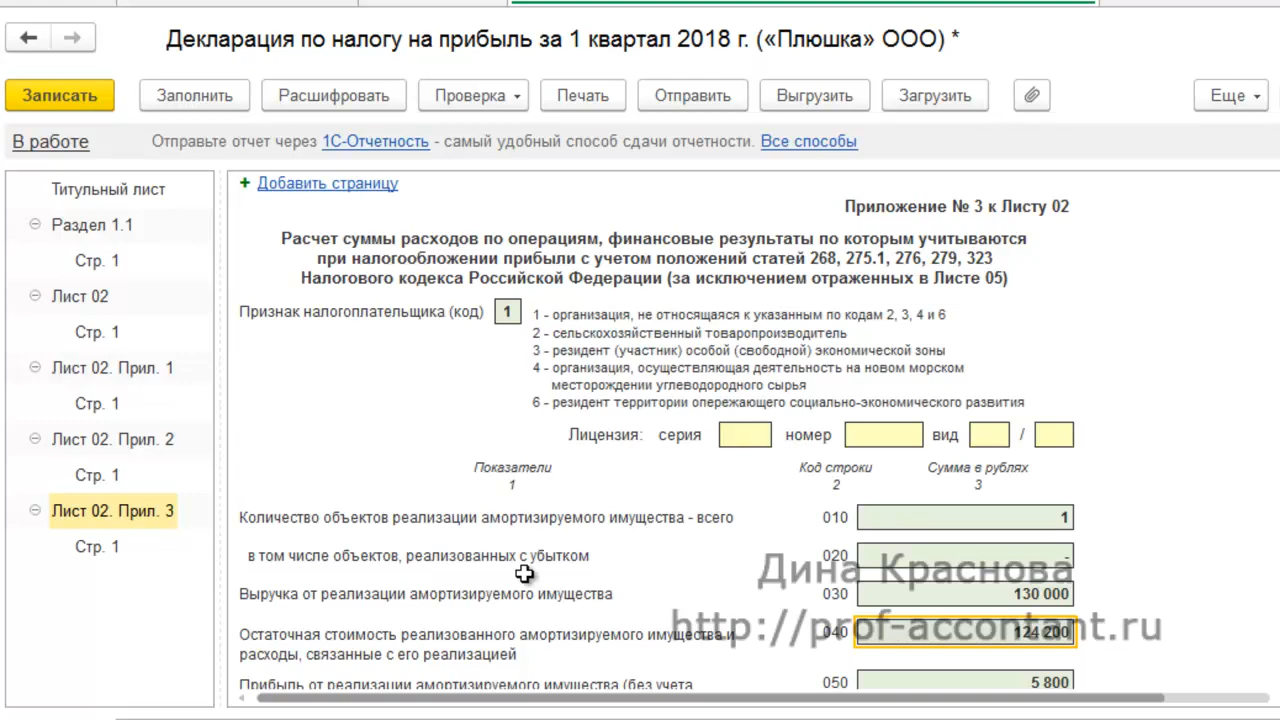 Декларация по налогу на прибыль за 1 квартал 2018 г. («Плюшка» ООО) *
Записать Заполнить Расшифровать Проверка Печать Отправить Выгрузить Загрузить Еще
В работе Отправьте отчет через 1С-Отчетность - самый удобный способ сдачи отчетности. Все способы
Титульный лист
Раздел 1.1
Стр. 1
Лист 02
Стр. 1
Лист 02. Прил. 1
Стр. 1
Лист 02. Прил. 2
Стр. 1
Лист 02. Прил. 3
Стр. 1
+ Добавить страницу
Приложение № 3 к Листу 02
Расчет суммы расходов по операциям, финансовые результаты по которым учитываются
при налогообложении прибыли с учетом положений статей 268, 275.1, 276, 279, 323
Налогового кодекса Российской Федерации (за исключением отраженных в Листе 05)
Признак налогоплательщика (код) 1
1 - организация, не относящаяся к указанным по кодам 2, 3, 4 и 6
2 - сельскохозяйственный товаропроизводитель
3 - резидент (участник) особой (свободной) экономической зоны
4 - организация, осуществляющая деятельность на новом морском
месторождении углеводородного сырья
6 - резидент территории опережающего социально-экономического развития
Лицензия: серия номер вид /
Показатели Код строки Сумма в рублях
1 2 3
Количество объектов реализации амортизируемого имущества - всего 010 1
в том числе объектов, реализованных с убытком 020 -
Выручка от реализации амортизируемого имущества 030 130 000
Остаточная стоимость реализованного амортизируемого имущества и 040 124 200
расходы, связанные с его реализацией
Прибыль от реализации амортизируемого имущества (без учета 050 5 800
Дина Краснова
http://prof-accontant.ru